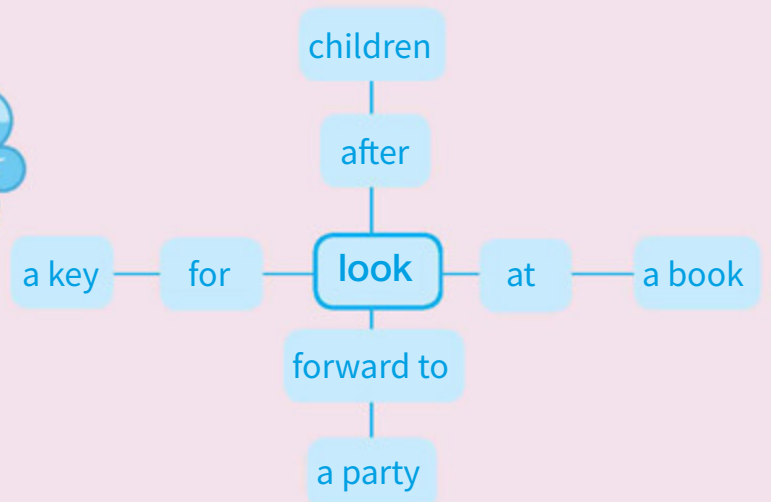 children
after
a key for look at a book
forward to
a party